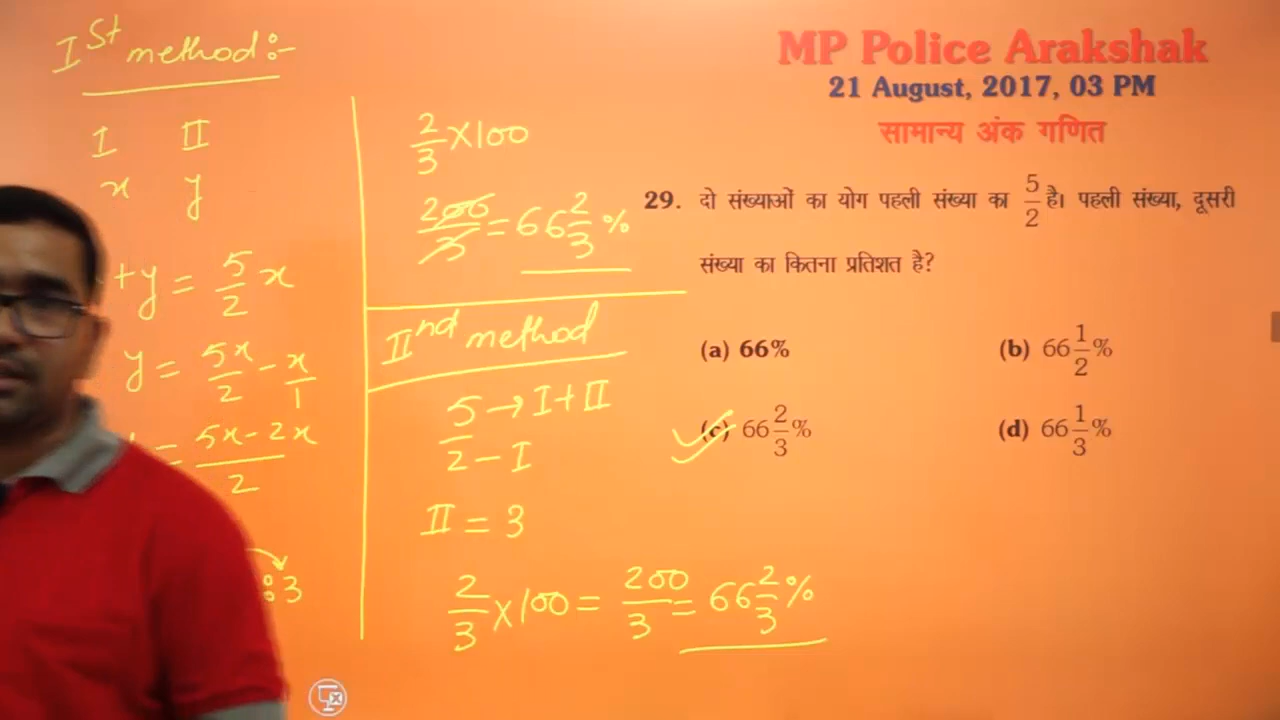 Ist method:-
I II
x y
+y = 5/2 x
y = 5x/2 - x/1
= 5x-2x/2
:3
2/3 ×100
200/3 = 66 2/3 %
IInd method
5 → I+II
2 - I
II = 3
2/3 ×100 = 200/3 = 66 2/3 %
MP Police Arakshak
21 August, 2017, 03 PM
सामान्य अंक गणित
29. दो संख्याओं का योग पहली संख्या का 5/2 है। पहली संख्या, दूसरी
संख्या का कितना प्रतिशत है?
(a) 66% (b) 66 1/2 %
(c) 66 2/3 % (d) 66 1/3 %